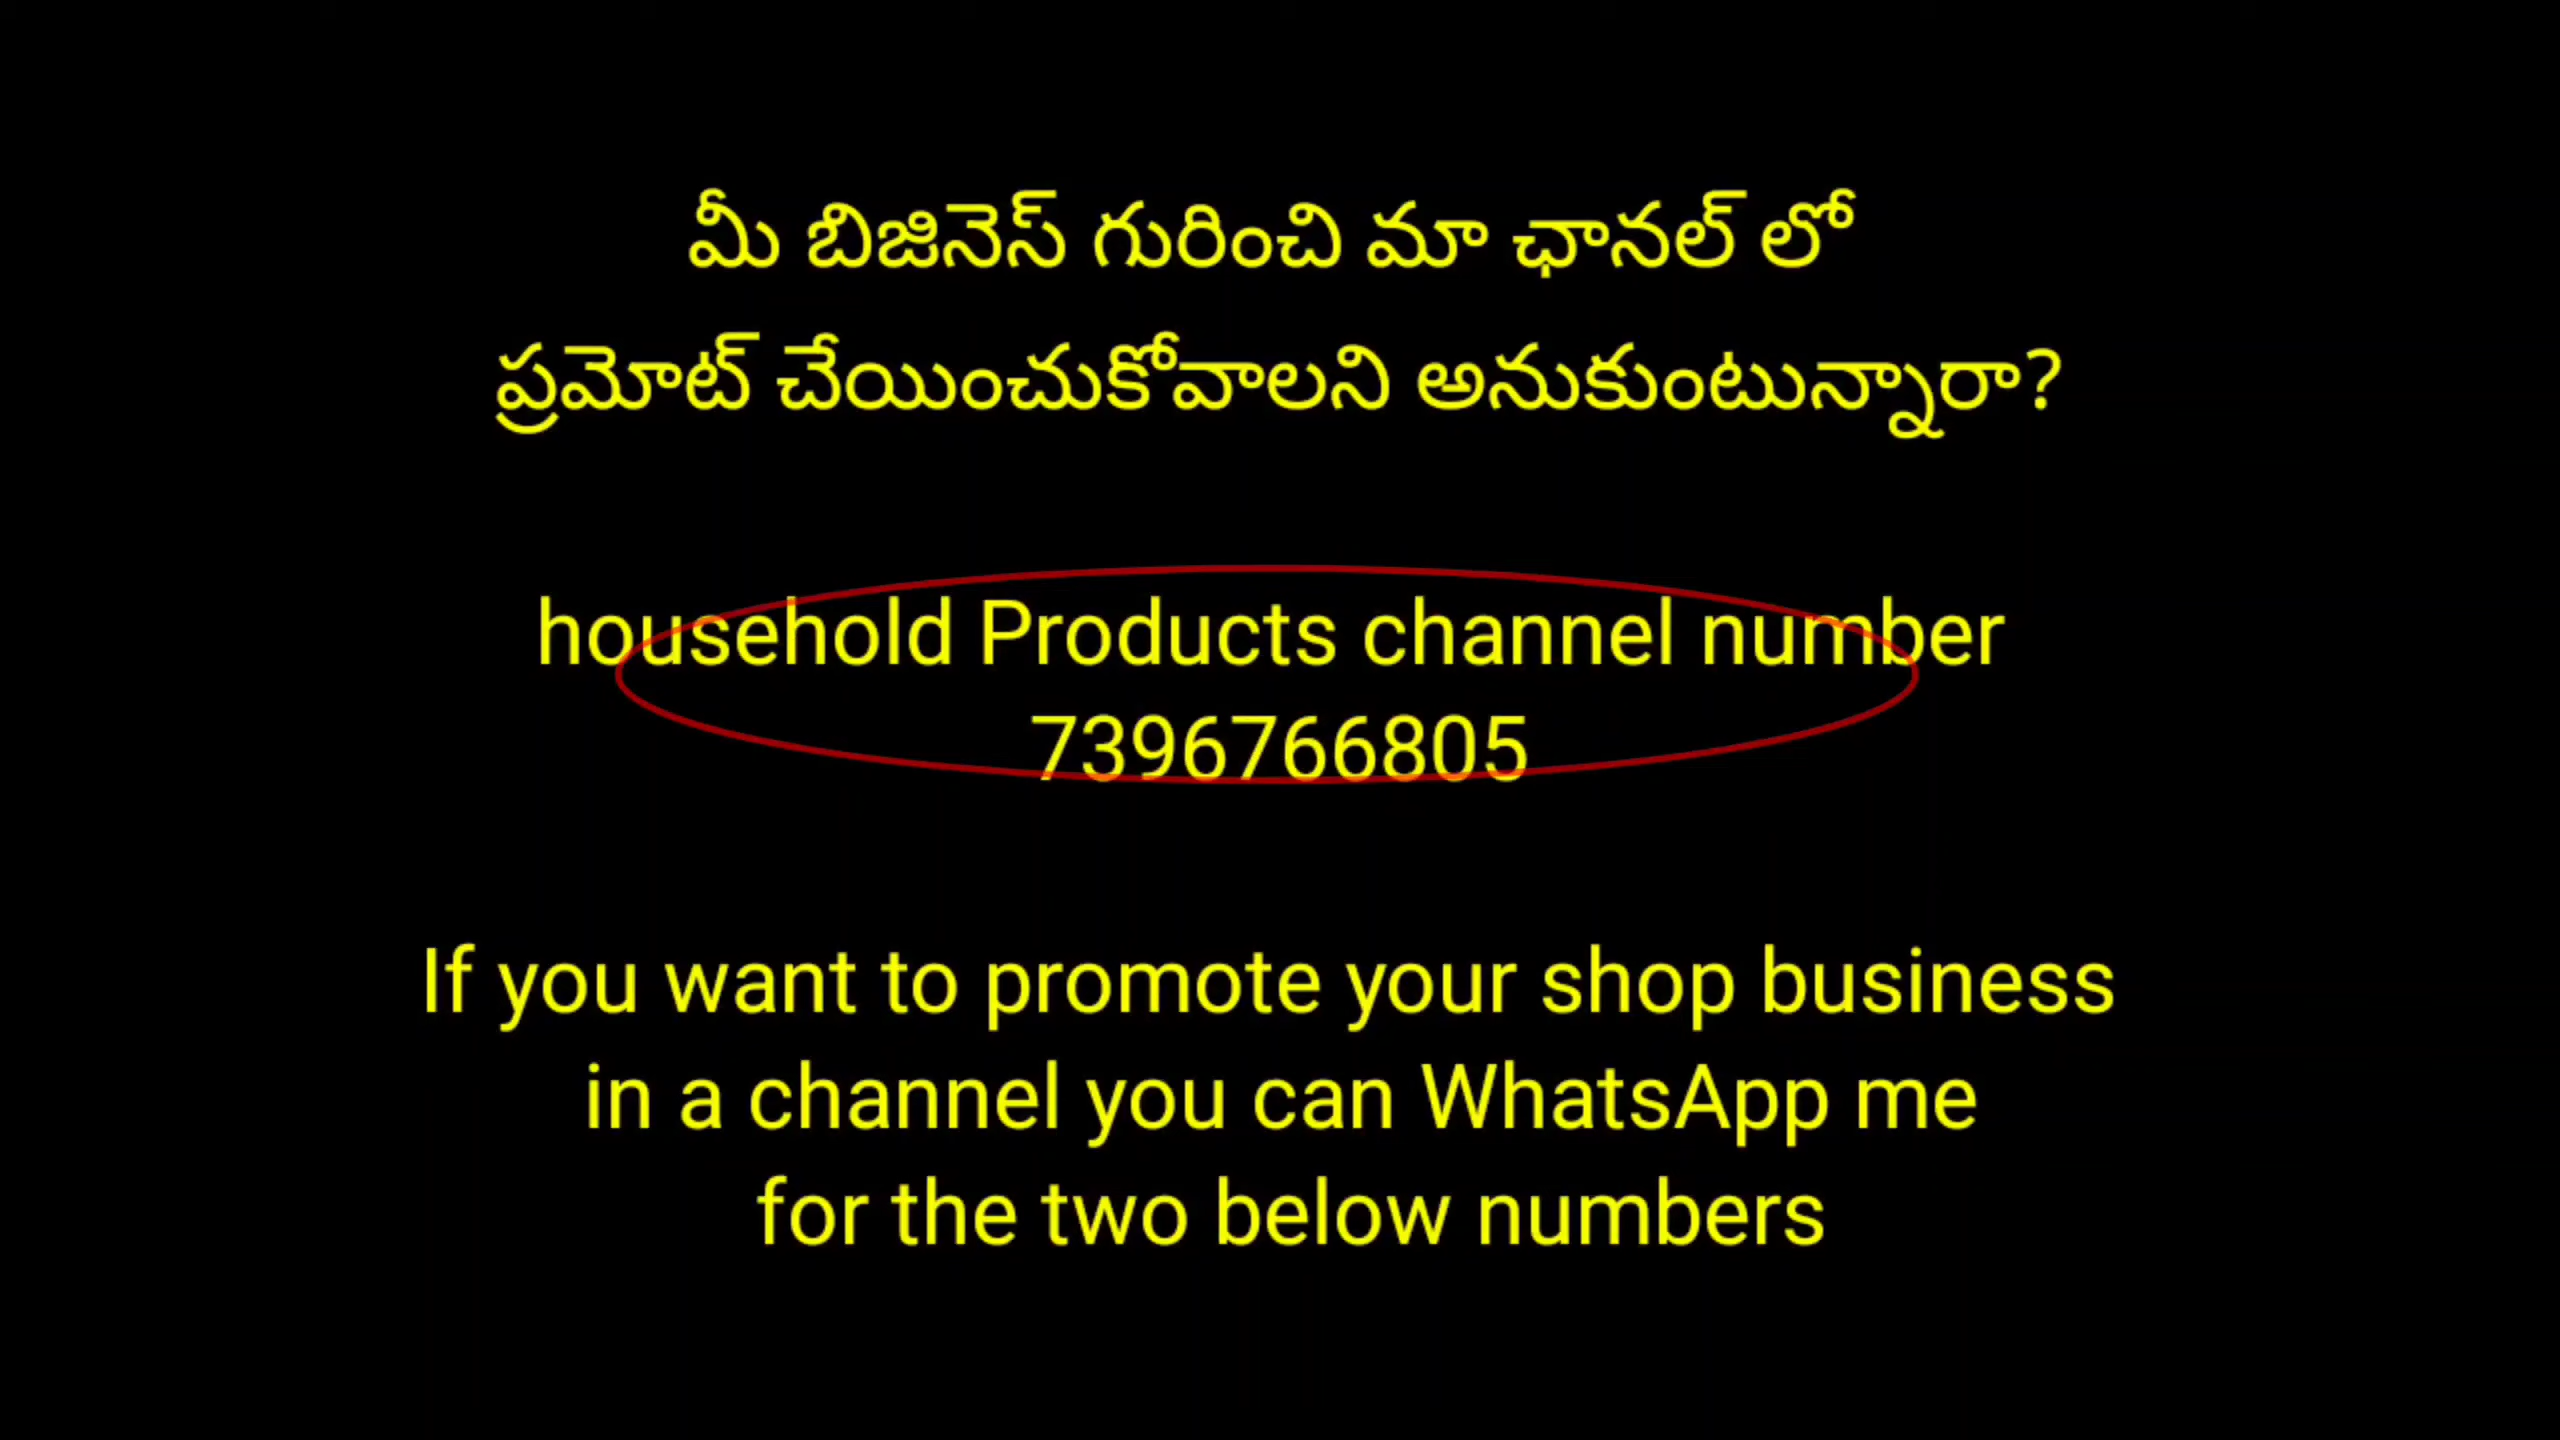 మీ బిజినెస్ గురించి మా ఛానల్ లో
ప్రమోట్ చేయించుకోవాలని అనుకుంటున్నారా?
household Products channel number
7396766805
If you want to promote your shop business
in a channel you can WhatsApp me
for the two below numbers